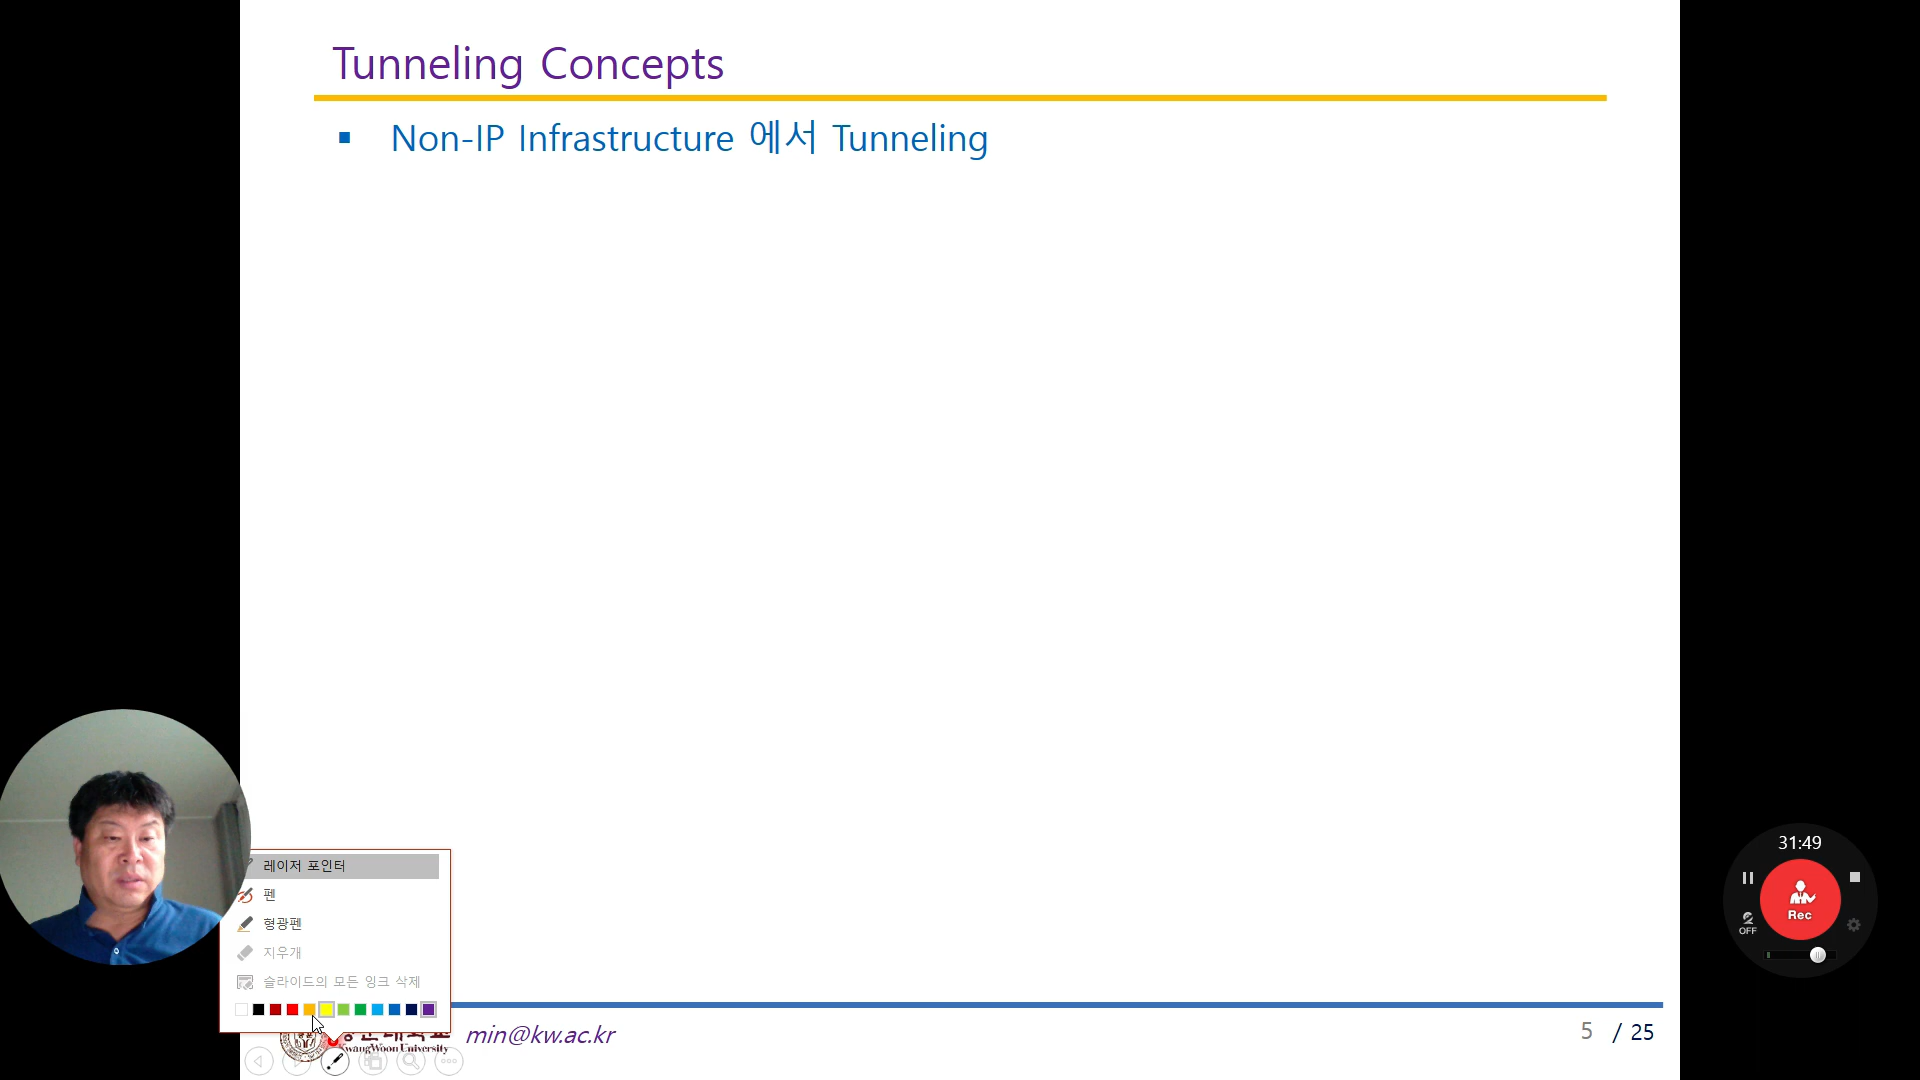 Tunneling Concepts
▪ Non-IP Infrastructure 에서 Tunneling
31:49
Rec
OFF
레이저 포인터
펜
형광펜
지우개
슬라이드의 모든 잉크 삭제
KwangWoon University
min@kw.ac.kr
5 / 25